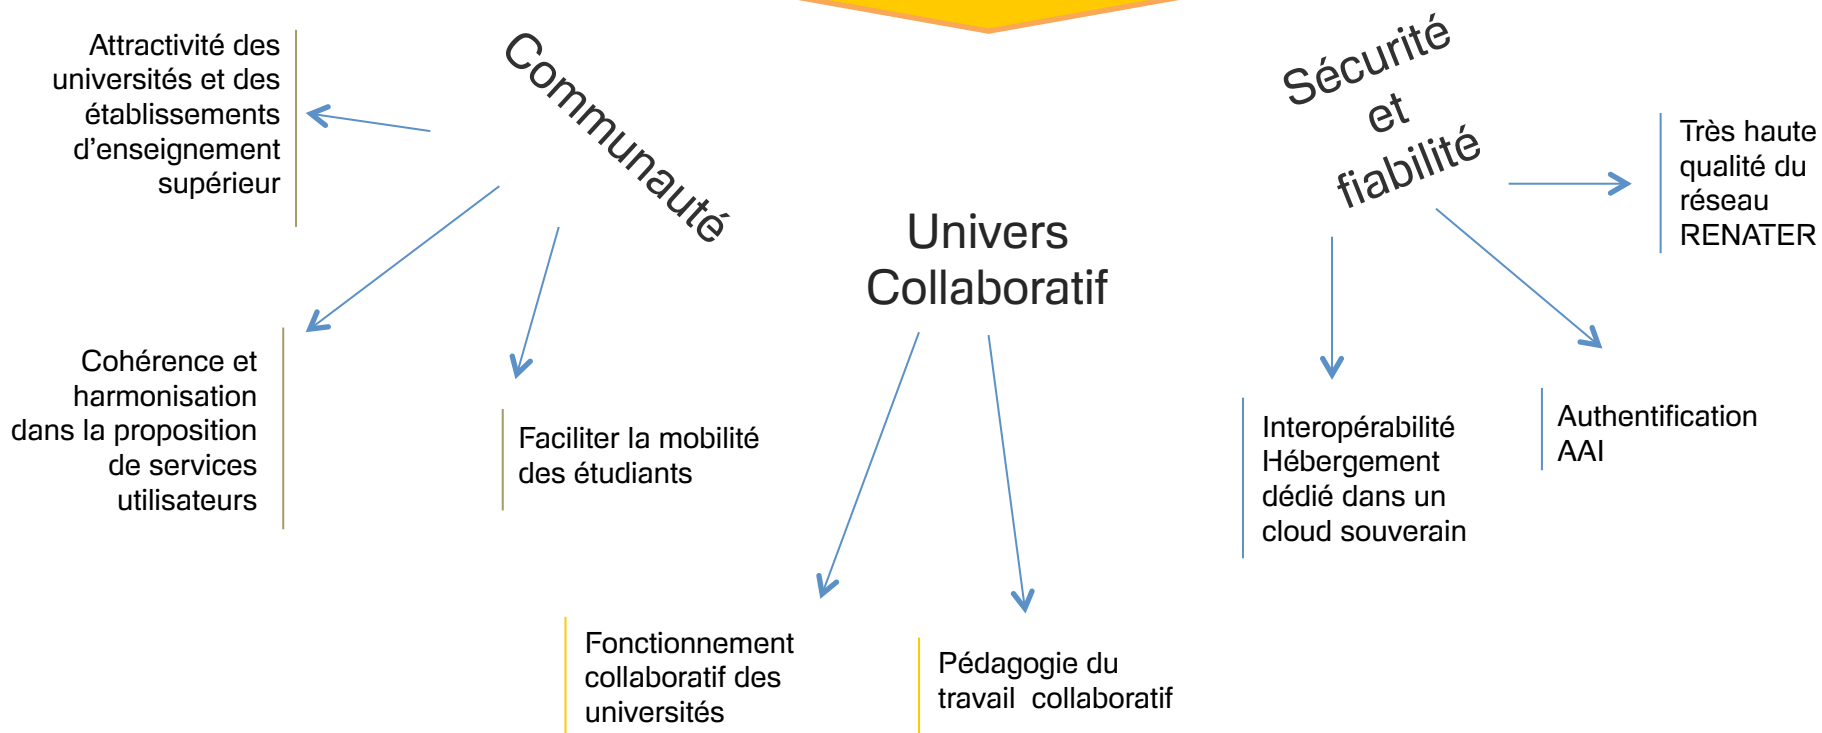 Attractivité des
universités et des
établissements
d’enseignement
supérieur
Communauté
Sécurité
et
fiabilité
Très haute
qualité du
réseau
RENATER
Univers
Collaboratif
Cohérence et
harmonisation
dans la proposition
de services
utilisateurs
Faciliter la mobilité
des étudiants
Interopérabilité
Hébergement
dédié dans un
cloud souverain
Authentification
AAI
Fonctionnement
collaboratif des
universités
Pédagogie du
travail collaboratif